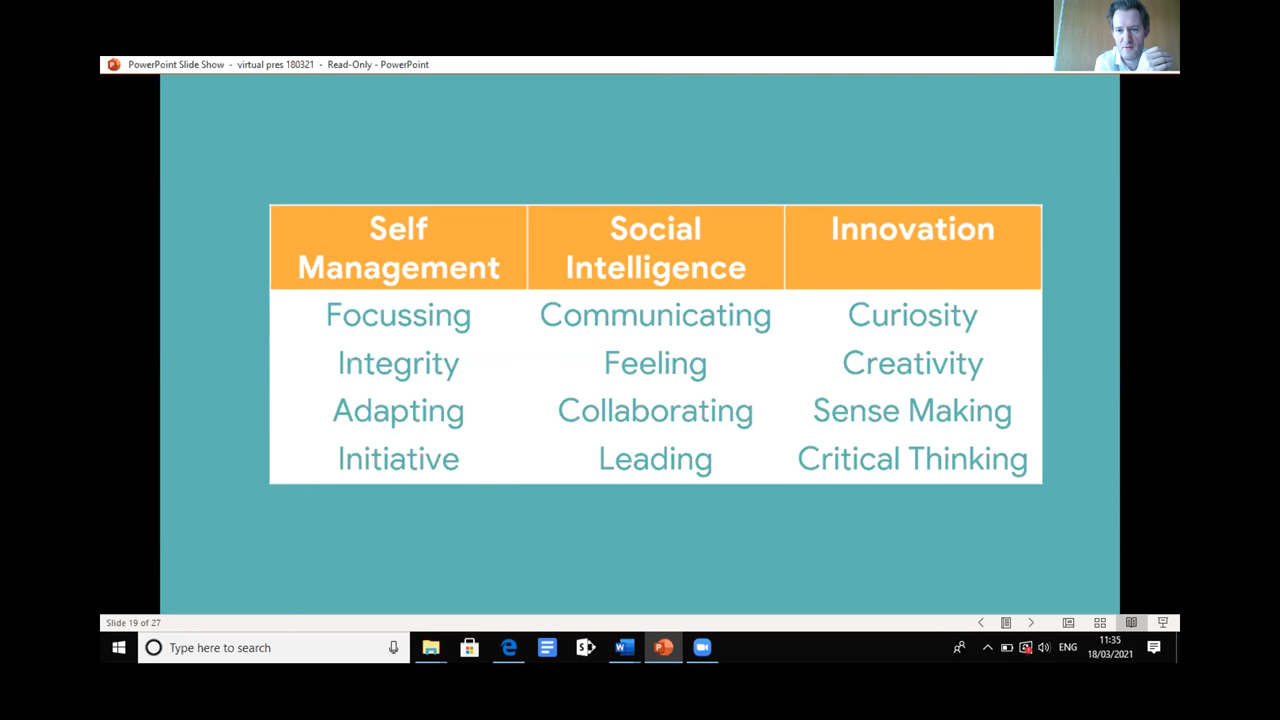 PowerPoint Slide Show - virtual pres 180321 - Read-Only - PowerPoint
Self
Management
Social
Intelligence
Innovation
Focussing
Communicating
Curiosity
Integrity
Feeling
Creativity
Adapting
Collaborating
Sense Making
Initiative
Leading
Critical Thinking
Slide 19 of 27
Type here to search
ENG
11:35
18/03/2021